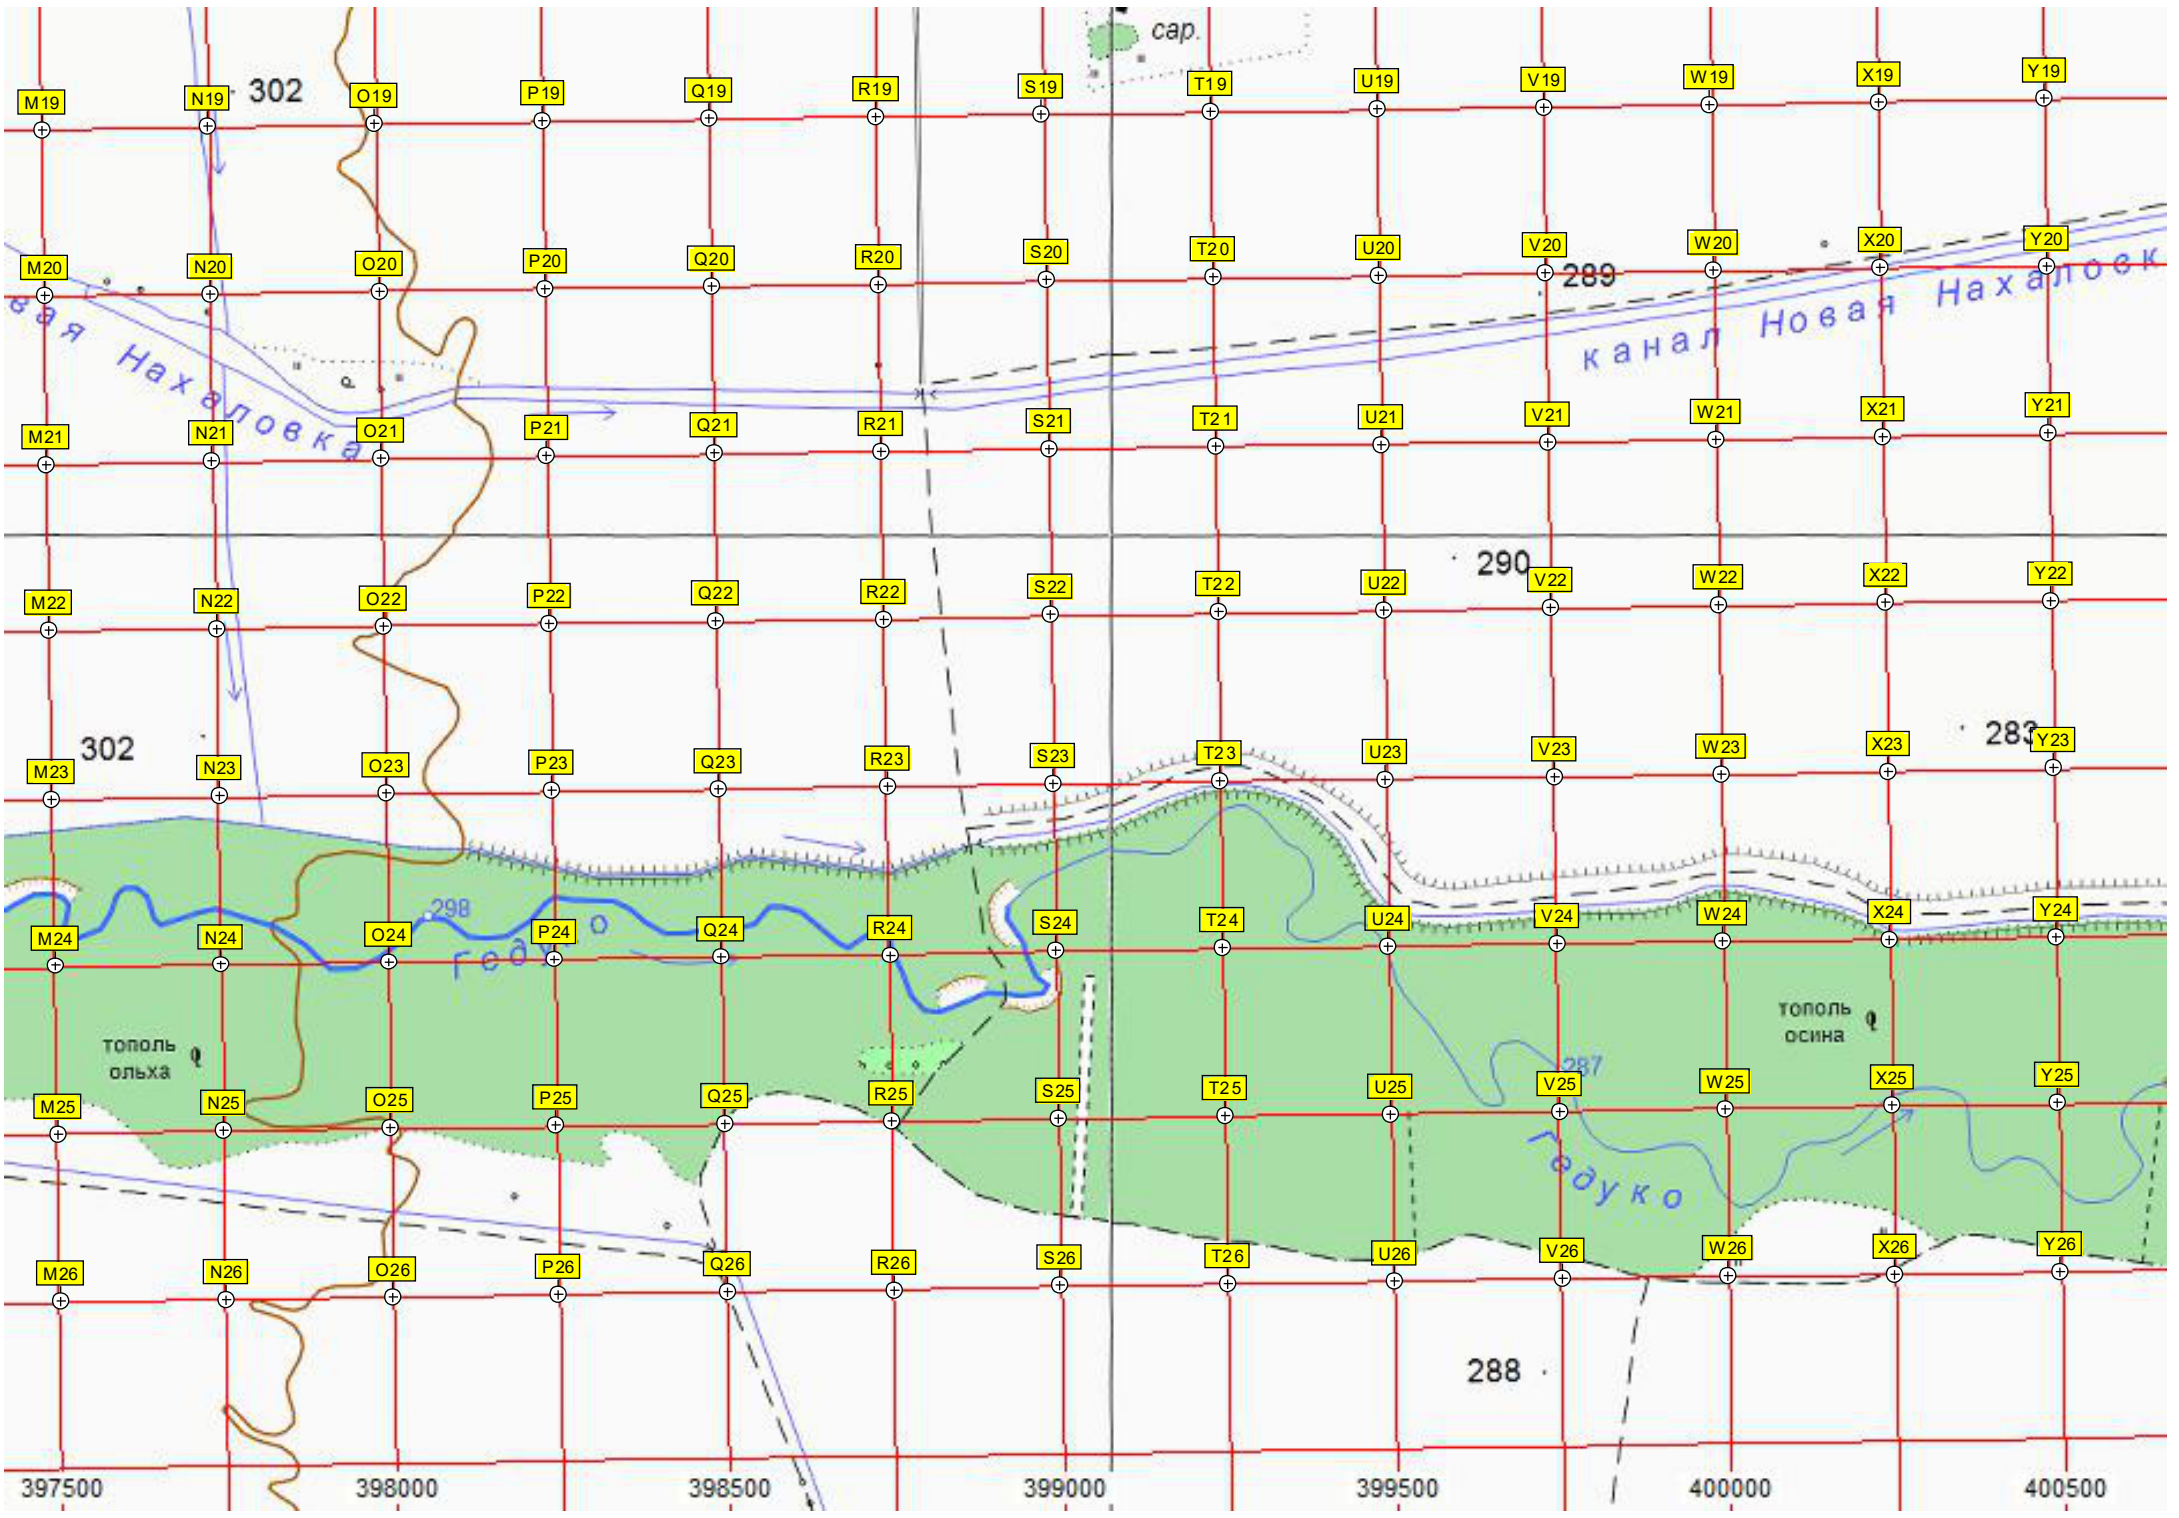 сар.
M19 N19 302 O19 P19 Q19 R19 S19 T19 U19 V19 W19 X19 Y19
M20 N20 O20 P20 Q20 R20 S20 T20 U20 V20 289 W20 X20 Y20
вая Нахаловка
канал Новая Нахаловк
M21 N21 O21 P21 Q21 R21 S21 T21 U21 V21 W21 X21 Y21
290
M22 N22 O22 P22 Q22 R22 S22 T22 U22 V22 W22 X22 Y22
302
283
M23 N23 O23 P23 Q23 R23 S23 T23 U23 V23 W23 X23 Y23
298
M24 N24 O24 P24 Q24 R24 S24 T24 U24 V24 W24 X24 Y24
тополь
ольха
тополь
осина
287
M25 N25 O25 P25 Q25 R25 S25 T25 U25 V25 W25 X25 Y25
Гедуко
M26 N26 O26 P26 Q26 R26 S26 T26 U26 V26 W26 X26 Y26
288
397500 398000 398500 399000 399500 400000 400500